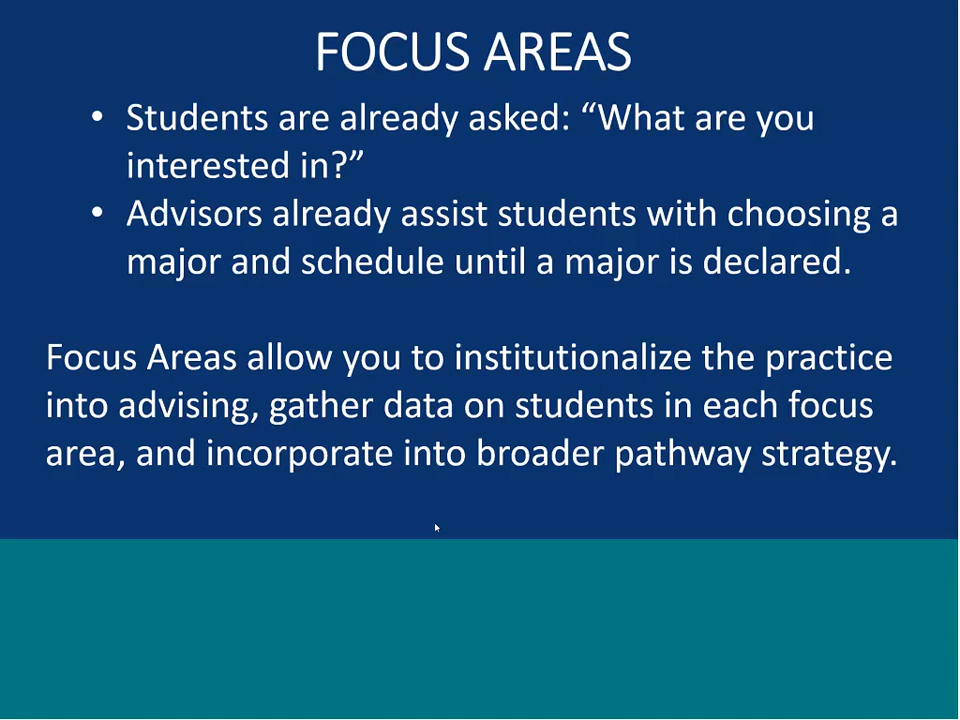 FOCUS AREAS
• Students are already asked: “What are you
interested in?”
• Advisors already assist students with choosing a
major and schedule until a major is declared.
Focus Areas allow you to institutionalize the practice
into advising, gather data on students in each focus
area, and incorporate into broader pathway strategy.